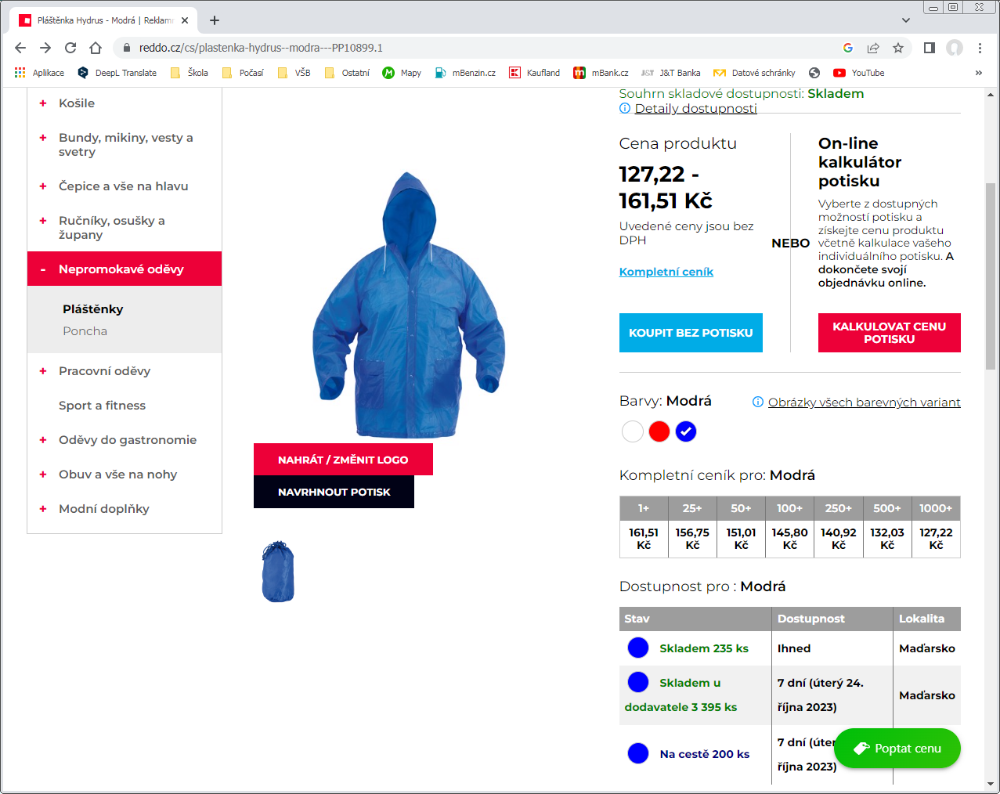 Pláštěnka Hydrus - Modrá | Reklamn
reddo.cz/cs/plastenka-hydrus--modra---PP10899.1
Aplikace
DeepL Translate
Škola
Počasí
VŠB
Ostatní
Mapy
mBenzin.cz
Kaufland
mBank.cz
J&T Banka
Datové schránky
YouTube
+ Košile
+ Bundy, mikiny, vesty a
svetry
+ Čepice a vše na hlavu
+ Ručníky, osušky a
župany
- Nepromokavé oděvy
Pláštěnky
Poncha
+ Pracovní oděvy
Sport a fitness
+ Oděvy do gastronomie
+ Obuv a vše na nohy
+ Modní doplňky
NAHRÁT / ZMĚNIT LOGO
NAVRHNOUT POTISK
Souhrn skladové dostupnosti: Skladem
Detaily dostupnosti
Cena produktu
127,22 -
161,51 Kč
Uvedené ceny jsou bez
DPH
Kompletní ceník
KOUPIT BEZ POTISKU
NEBO
On-line
kalkulátor
potisku
Vyberte z dostupných
možností potisku a
získejte cenu produktu
včetně kalkulace vašeho
individuálního potisku. A
dokončete svojí
objednávku online.
KALKULOVAT CENU
POTISKU
Barvy: Modrá
Obrázky všech barevných variant
Kompletní ceník pro: Modrá
1+ 25+ 50+ 100+ 250+ 500+ 1000+
161,51 156,75 151,01 145,80 140,92 132,03 127,22
Kč Kč Kč Kč Kč Kč Kč
Dostupnost pro : Modrá
Stav Dostupnost Lokalita
Skladem 235 ks Ihned Maďarsko
Skladem u
dodavatele 3 395 ks
7 dní (úterý 24.
října 2023)
Maďarsko
Na cestě 200 ks
7 dní (úter
října 2023)
Poptat cenu